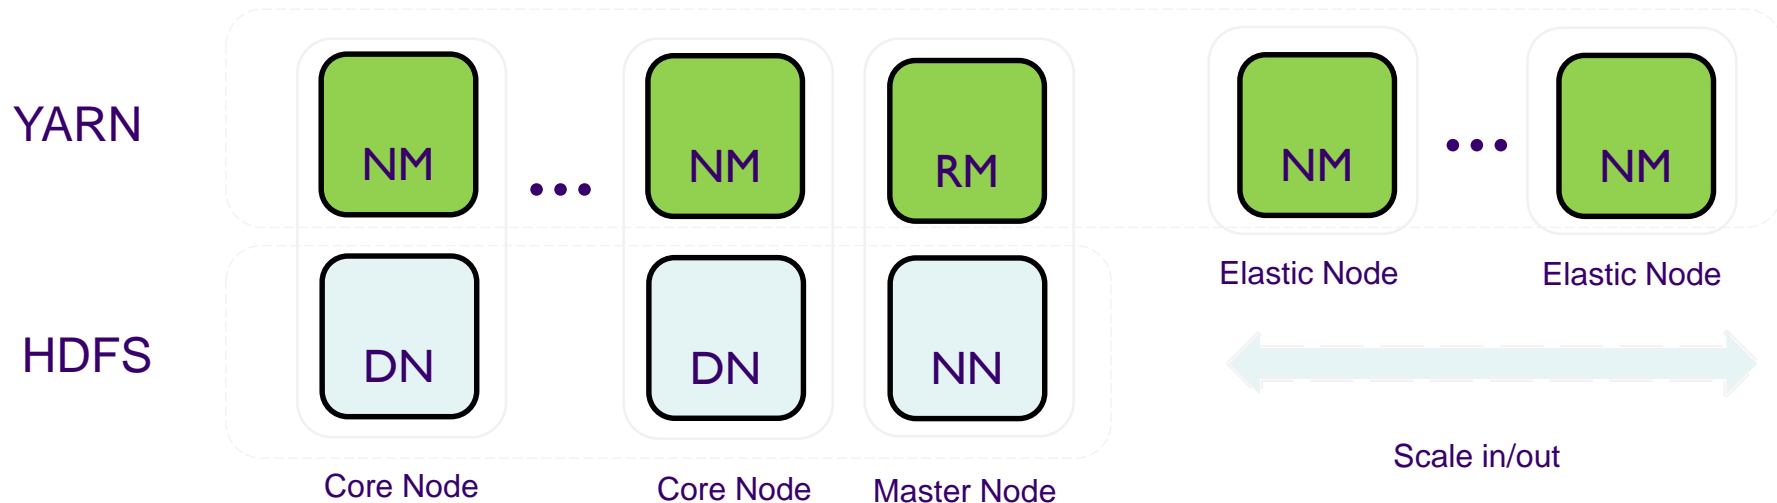 YARN
NM
NM
RM
NM
NM
Elastic Node
Elastic Node
HDFS
DN
DN
NN
Scale in/out
Core Node
Core Node
Master Node